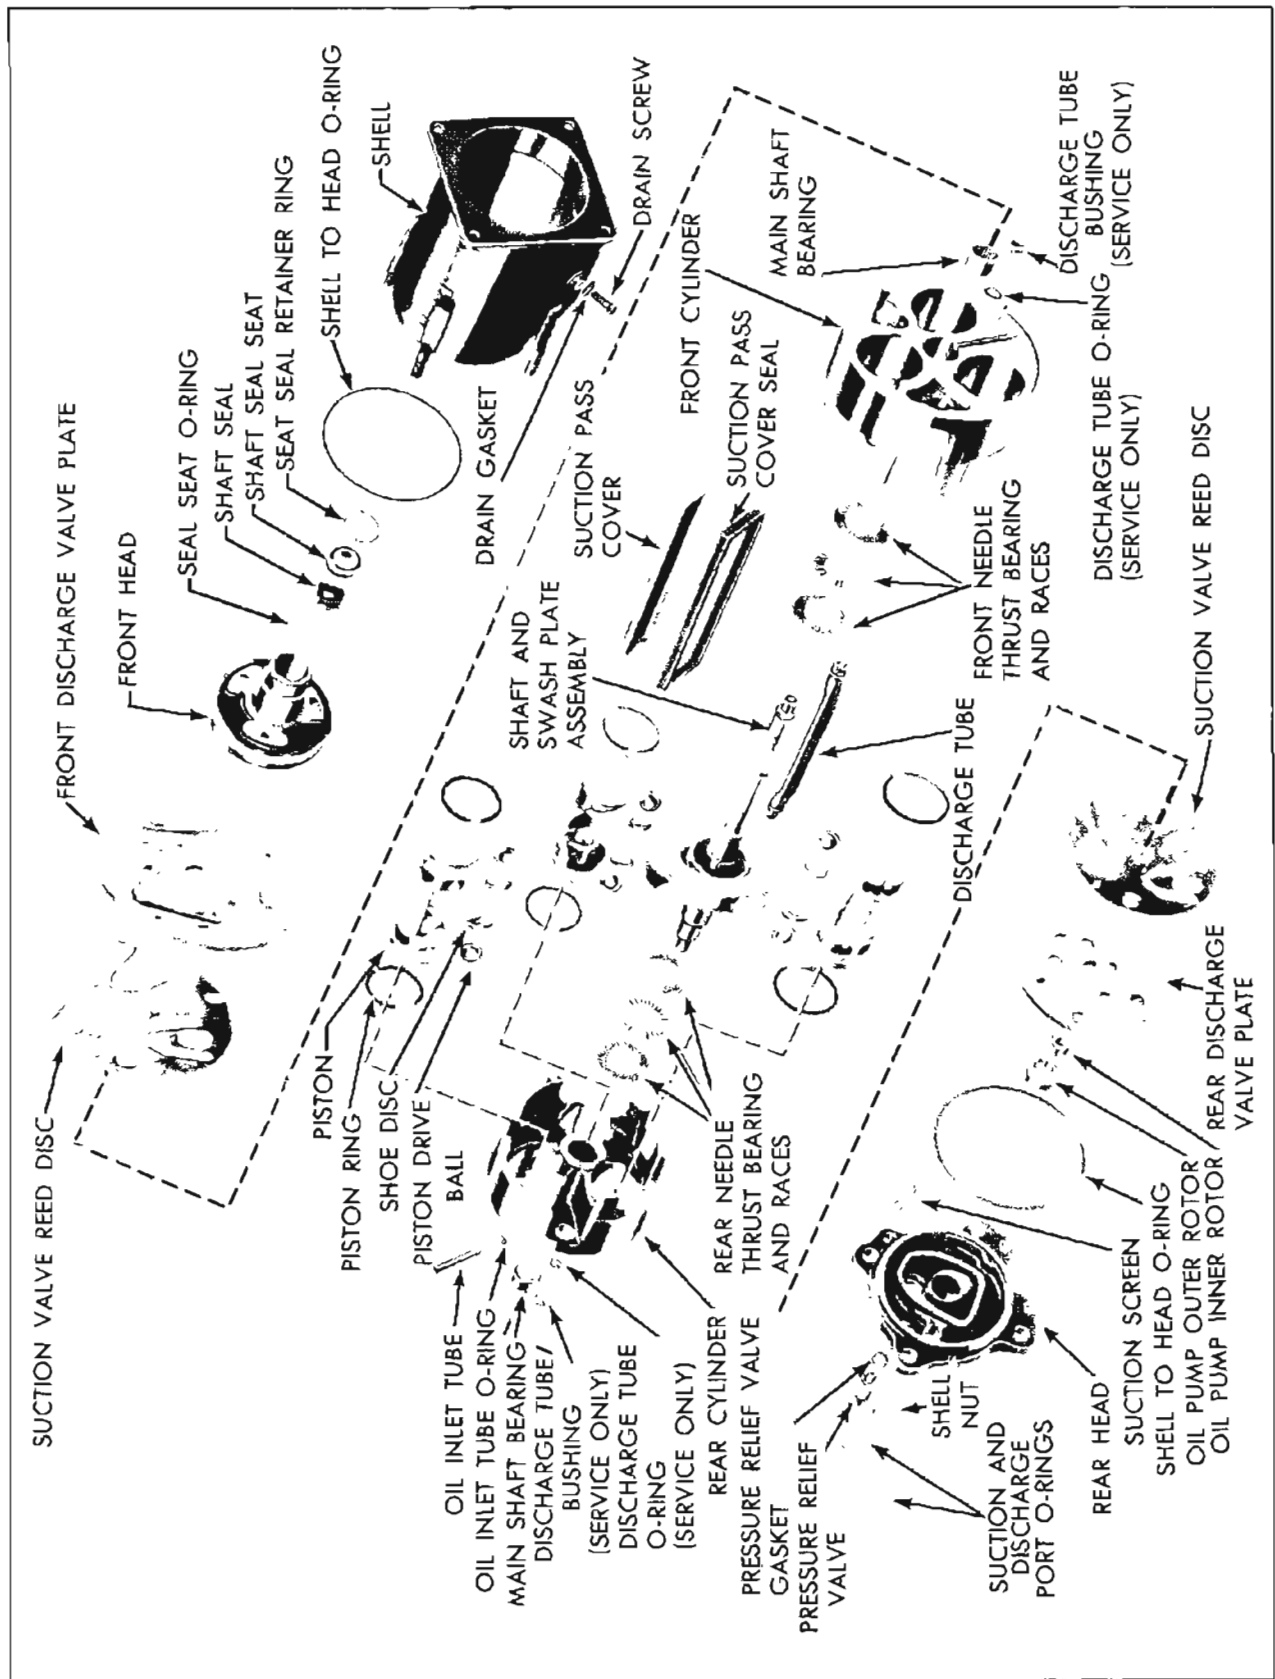 SUCTION VALVE REED DISC
FRONT DISCHARGE VALVE PLATE
FRONT HEAD
SEAL SEAT O-RING
SHAFT SEAL
SHAFT SEAL SEAT
SEAT SEAL RETAINER RING
SHELL TO HEAD O-RING
SHELL
DRAIN SCREW
DRAIN GASKET
PISTON
PISTON RING
SHOE DISC
PISTON DRIVE
BALL
SHAFT AND
SWASH PLATE
ASSEMBLY
SUCTION PASS
COVER
SUCTION PASS
COVER SEAL
FRONT CYLINDER
MAIN SHAFT
BEARING
DISCHARGE TUBE
BUSHING
(SERVICE ONLY)
DISCHARGE TUBE O-RING
(SERVICE ONLY)
FRONT NEEDLE
THRUST BEARING
AND RACES
DISCHARGE TUBE
OIL INLET TUBE
OIL INLET TUBE O-RING
MAIN SHAFT BEARING
DISCHARGE TUBE/
BUSHING
(SERVICE ONLY)
DISCHARGE TUBE
O-RING
(SERVICE ONLY)
REAR CYLINDER
REAR NEEDLE
THRUST BEARING
AND RACES
PRESSURE RELIEF VALVE
GASKET
PRESSURE RELIEF
VALVE
SHELL
NUT
SUCTION AND
DISCHARGE
PORT O-RINGS
REAR HEAD
SUCTION SCREEN
SHELL TO HEAD O-RING
OIL PUMP OUTER ROTOR
OIL PUMP INNER ROTOR
REAR DISCHARGE
VALVE PLATE
SUCTION VALVE REED DISC